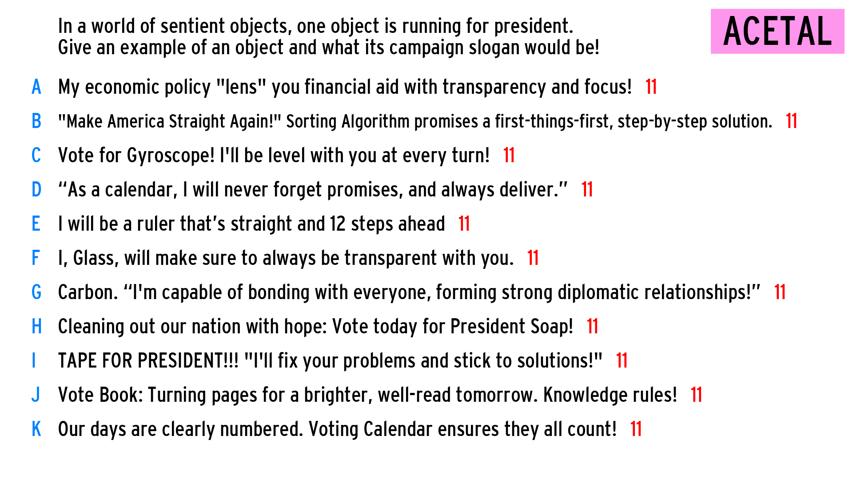 In a world of sentient objects, one object is running for president.
Give an example of an object and what its campaign slogan would be!
ACETAL
A My economic policy "lens" you financial aid with transparency and focus! 11
B "Make America Straight Again!" Sorting Algorithm promises a first-things-first, step-by-step solution. 11
C Vote for Gyroscope! I'll be level with you at every turn! 11
D “As a calendar, I will never forget promises, and always deliver.” 11
E I will be a ruler that’s straight and 12 steps ahead 11
F I, Glass, will make sure to always be transparent with you. 11
G Carbon. “I'm capable of bonding with everyone, forming strong diplomatic relationships!” 11
H Cleaning out our nation with hope: Vote today for President Soap! 11
I TAPE FOR PRESIDENT!!! "I'll fix your problems and stick to solutions!" 11
J Vote Book: Turning pages for a brighter, well-read tomorrow. Knowledge rules! 11
K Our days are clearly numbered. Voting Calendar ensures they all count! 11